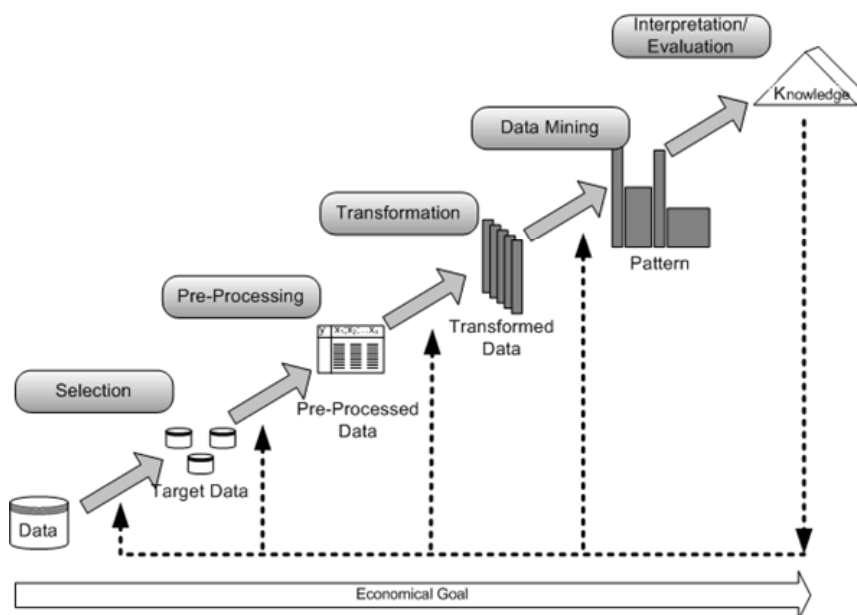 Interpretation/
Evaluation
Knowledge
Data Mining
Pattern
Transformation
Transformed
Data
Pre-Processing
Pre-Processed
Data
Selection
Target Data
Data
Economical Goal